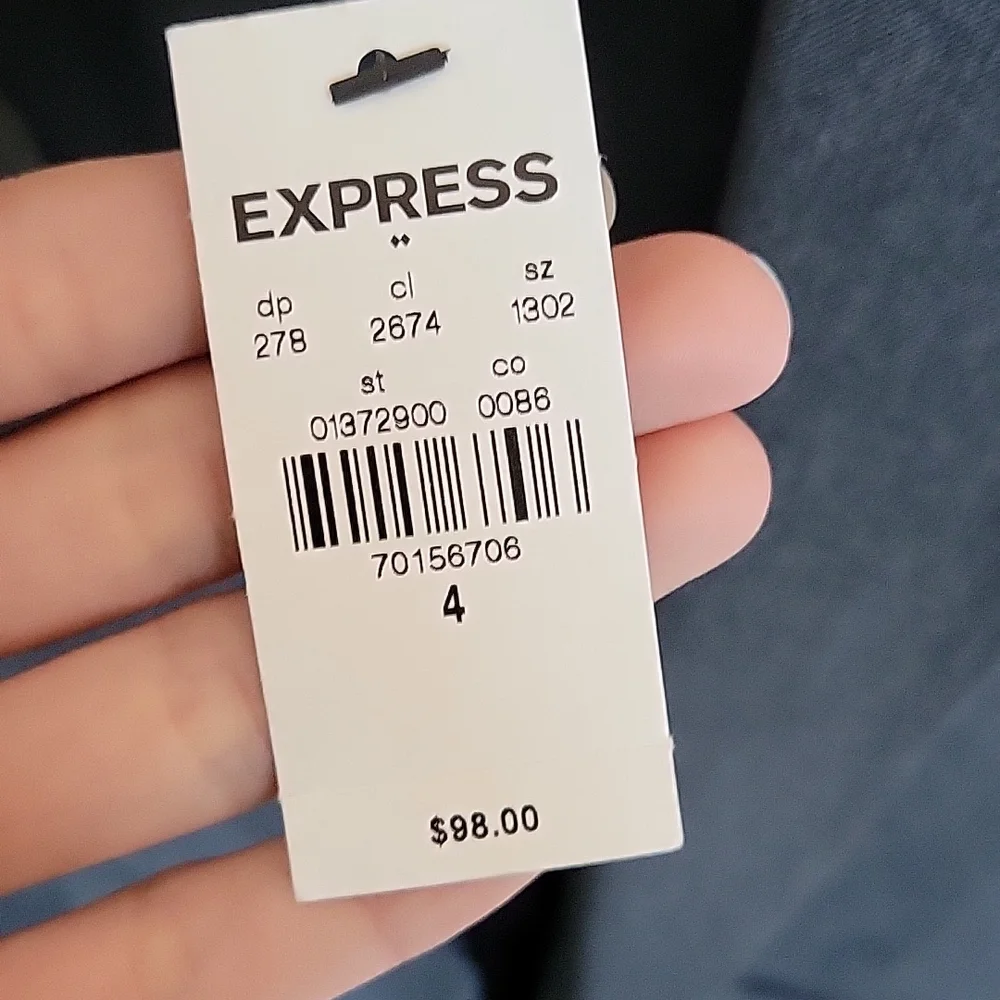 EXPRESS
dp cl sz
278 2674 1302
st co
01372900 0086
70156706
4
$98.00